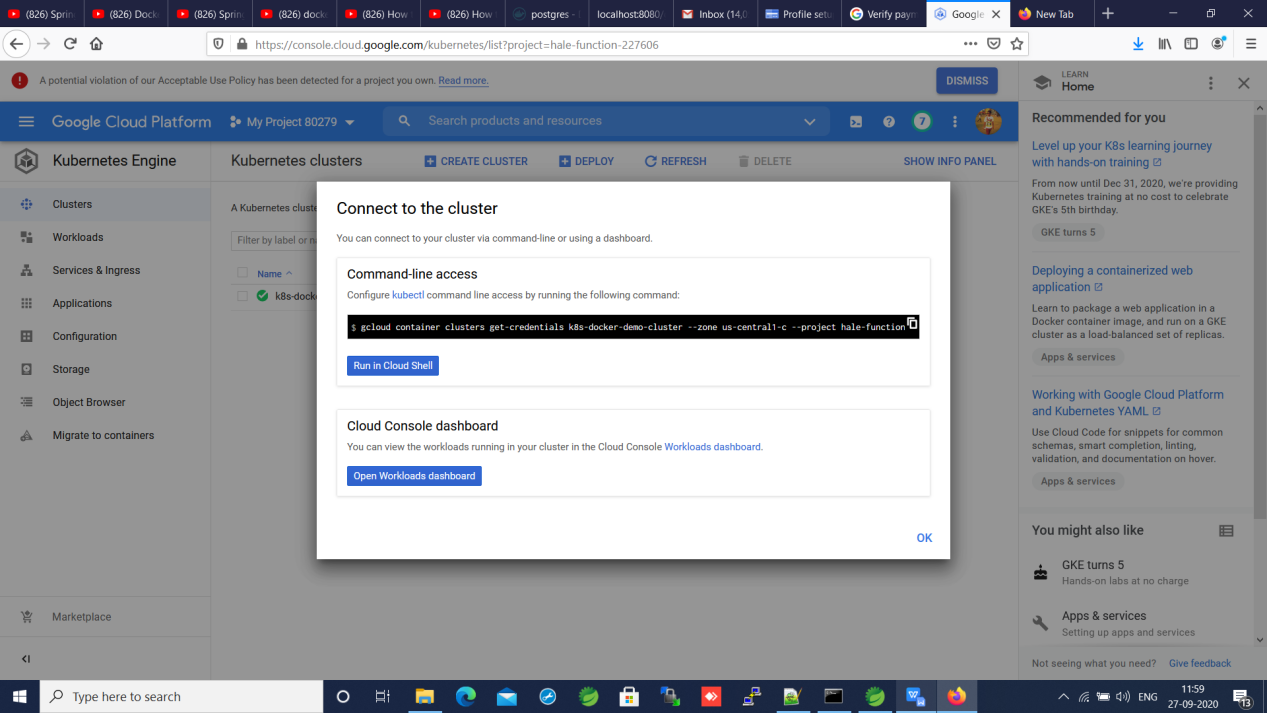 (826) Sprin
(826) Docke
(826) Sprin
(826) dock
(826) How
(826) How
postgres -
localhost:8080/
Inbox (14,0
Profile setu
Verify paym
Google
New Tab
https://console.cloud.google.com/kubernetes/list?project=hale-function-227606
A potential violation of our Acceptable Use Policy has been detected for a project you own. Read more.
DISMISS
LEARN
Home
Google Cloud Platform
My Project 80279
Search products and resources
7
Kubernetes Engine
Kubernetes clusters
CREATE CLUSTER
DEPLOY
REFRESH
DELETE
SHOW INFO PANEL
Clusters
Workloads
Services & Ingress
Applications
Configuration
Storage
Object Browser
Migrate to containers
Marketplace
A Kubernetes cluste
Filter by label or na
Name
k8s-docke
Connect to the cluster
You can connect to your cluster via command-line or using a dashboard.
Command-line access
Configure kubectl command line access by running the following command:
$ gcloud container clusters get-credentials k8s-docker-demo-cluster --zone us-central1-c --project hale-function
Run in Cloud Shell
Cloud Console dashboard
You can view the workloads running in your cluster in the Cloud Console Workloads dashboard.
Open Workloads dashboard
OK
Recommended for you
Level up your K8s learning journey
with hands-on training
From now until Dec 31, 2020, we're providing
Kubernetes training at no cost to celebrate
GKE's 5th birthday.
GKE turns 5
Deploying a containerized web
application
Learn to package a web application in a
Docker container image, and run on a GKE
cluster as a load-balanced set of replicas.
Apps & services
Working with Google Cloud Platform
and Kubernetes YAML
Use Cloud Code for snippets for common
schemas, smart completion, linting,
validation, and documentation on hover.
Apps & services
You might also like
GKE turns 5
Hands-on labs at no charge
Apps & services
Setting up apps and services
Not seeing what you need? Give feedback
Type here to search
ENG
11:59
27-09-2020
13